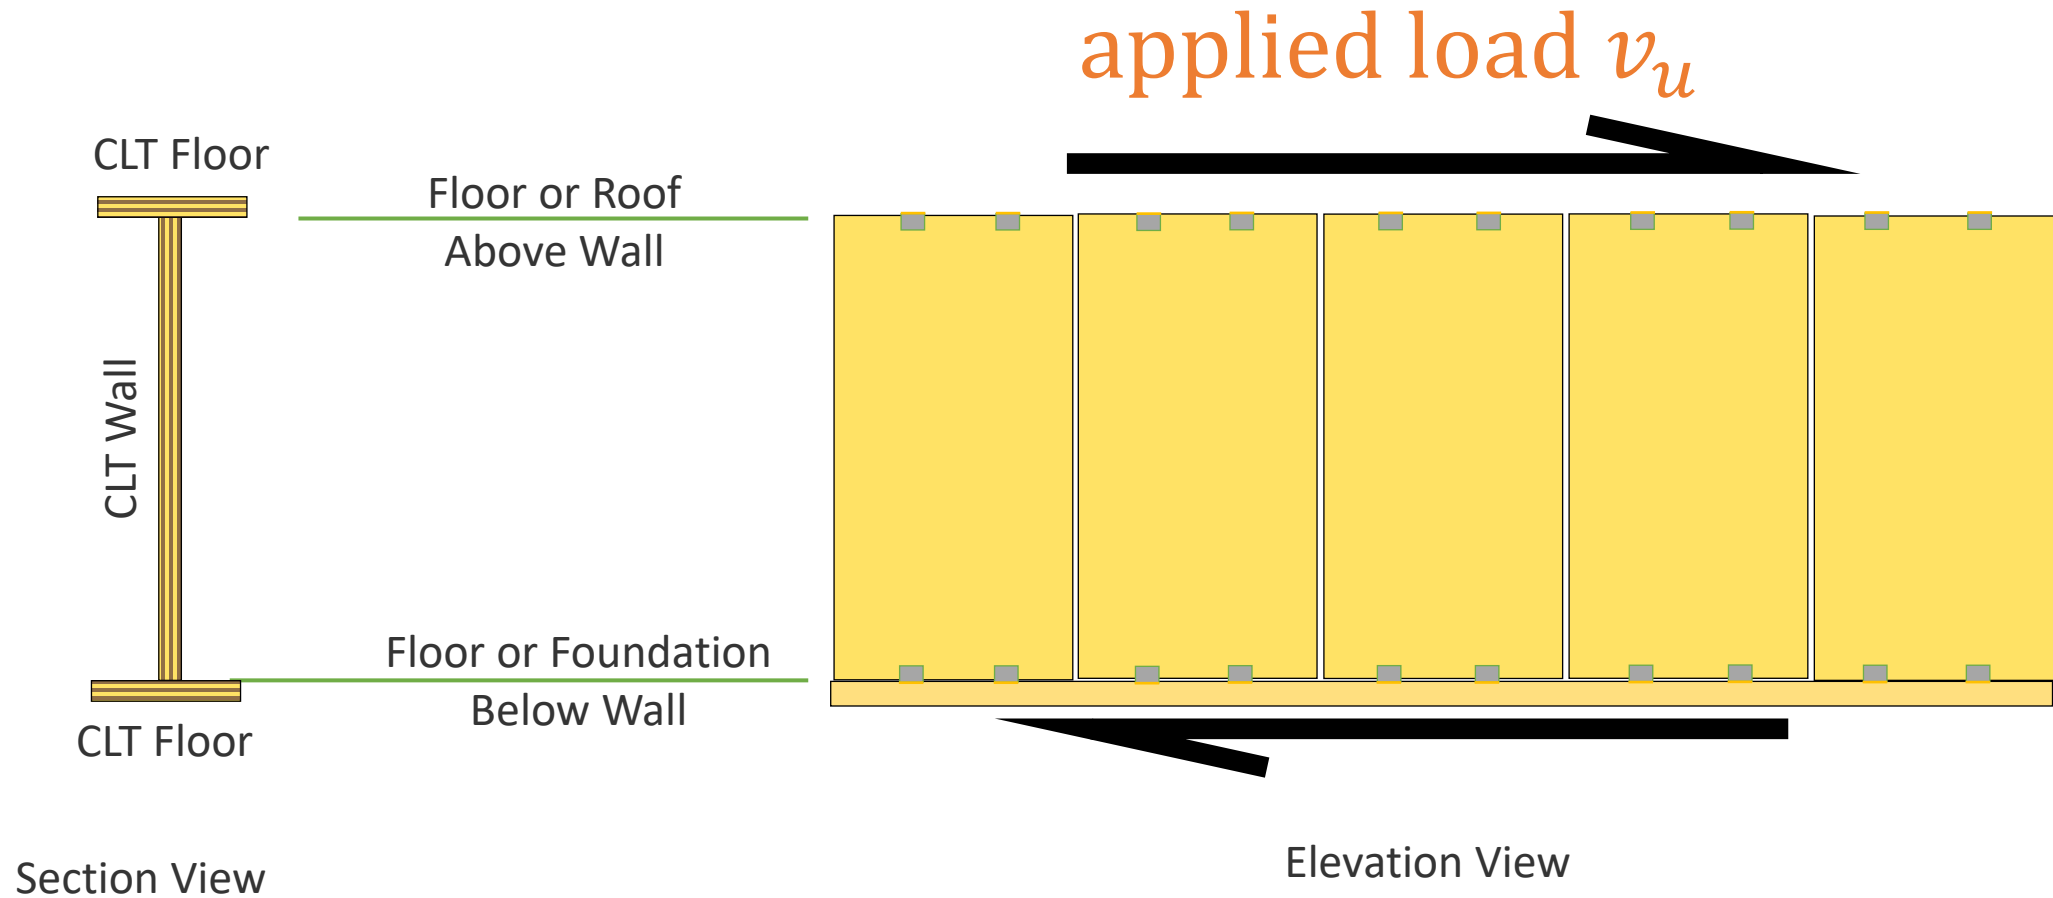 applied load vᵤ
CLT Floor
Floor or Roof
Above Wall
CLT Wall
Floor or Foundation
Below Wall
CLT Floor
Elevation View
Section View